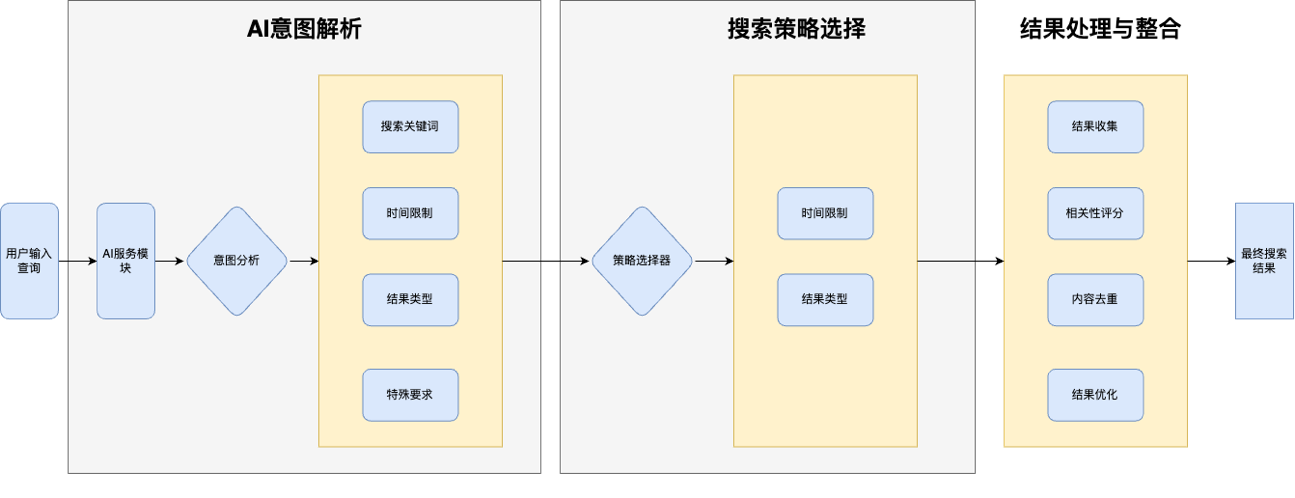 AI意图解析
搜索策略选择
结果处理与整合
用户输入
查询
AI服务模
块
意图分析
搜索关键词
时间限制
结果类型
特殊要求
策略选择器
时间限制
结果类型
结果收集
相关性评分
内容去重
结果优化
最终搜索
结果